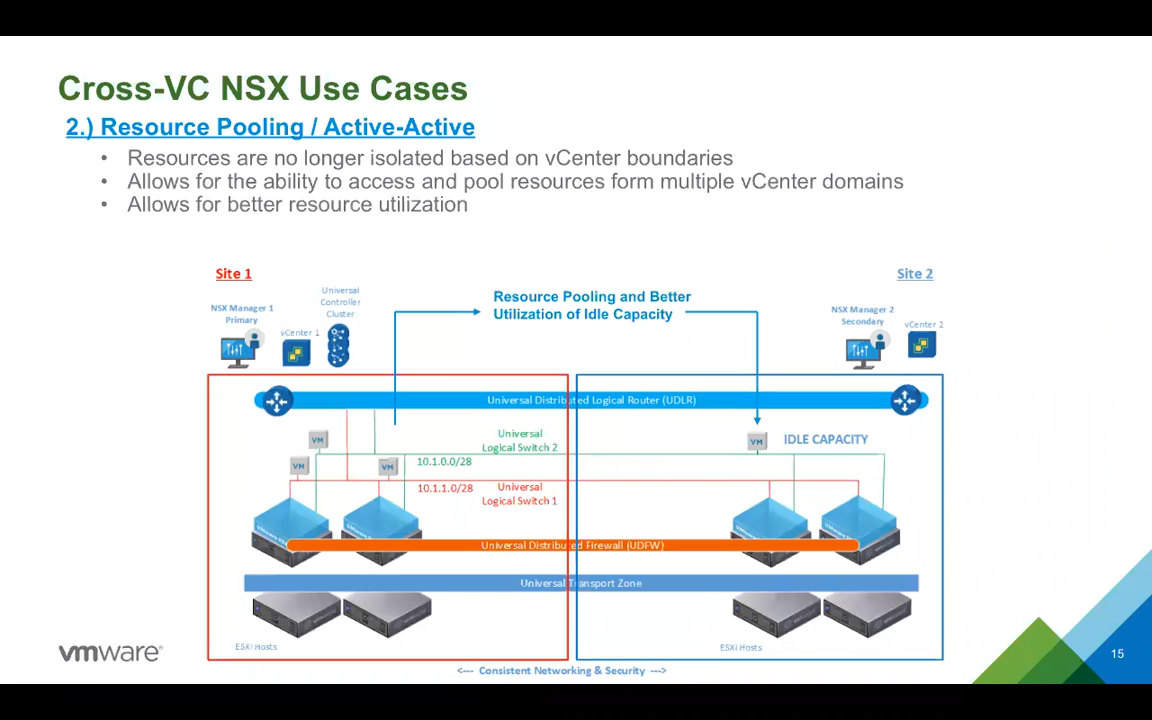 Cross-VC NSX Use Cases
2.) Resource Pooling / Active-Active
• Resources are no longer isolated based on vCenter boundaries
• Allows for the ability to access and pool resources form multiple vCenter domains
• Allows for better resource utilization
Site 1
Site 2
Universal
Controller
Cluster
NSX Manager 1
Primary
vCenter 1
Resource Pooling and Better
Utilization of Idle Capacity
NSX Manager 2
Secondary
vCenter 2
Universal Distributed Logical Router (UDLR)
VM
VM
VM
Universal
Logical Switch 2
10.1.0.0/28
VM
IDLE CAPACITY
10.1.1.0/28
Universal
Logical Switch 1
Universal Distributed Firewall (UDFW)
Universal Transport Zone
ESXi Hosts
ESXi Hosts
<--- Consistent Networking & Security --->
vmware®
15